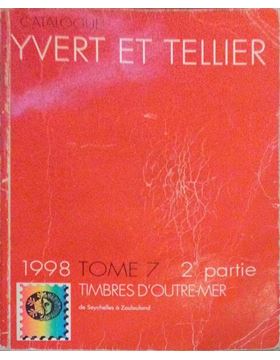 CATALOGUE
YVERT ET TELLIER
1998 TOME 7 2e partie
TIMBRES D'OUTRE-MER
de Seychelles à Zoulouland